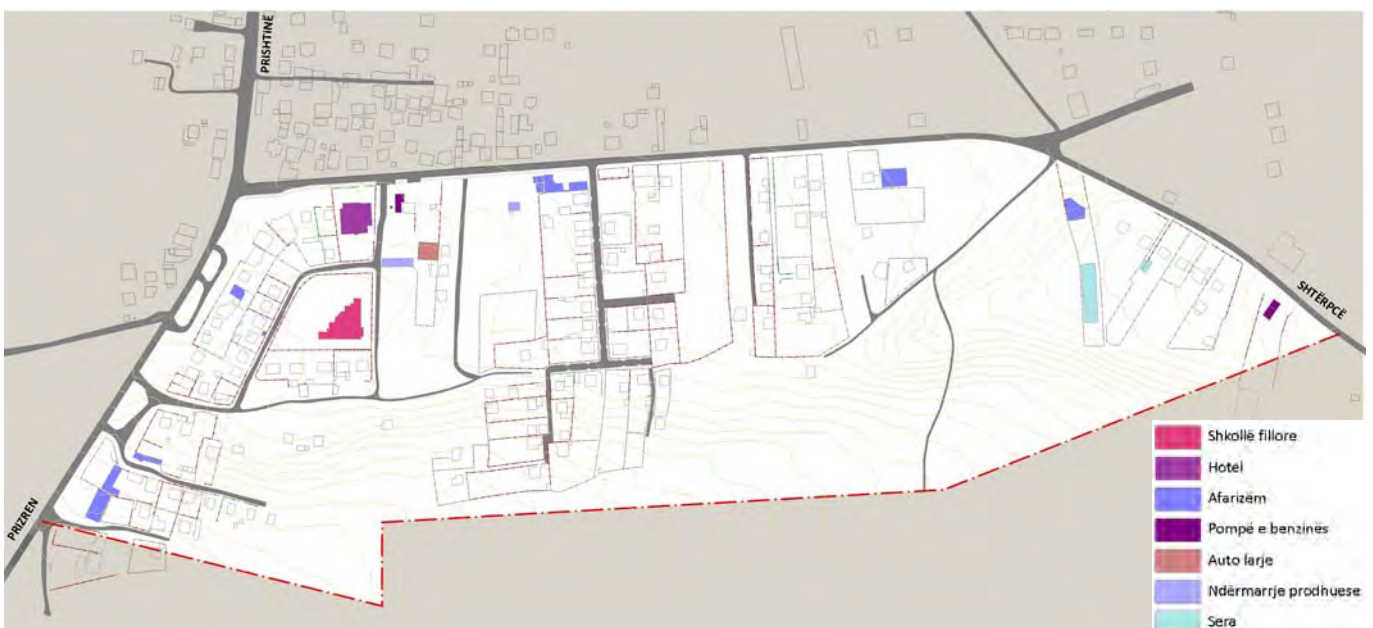 PRISHTINË
PRIZREN
SHTËRPCË
Shkollë fillore
Hotel
Afarizëm
Pompë e benzinës
Auto larje
Ndërmarrje prodhuese
Sera